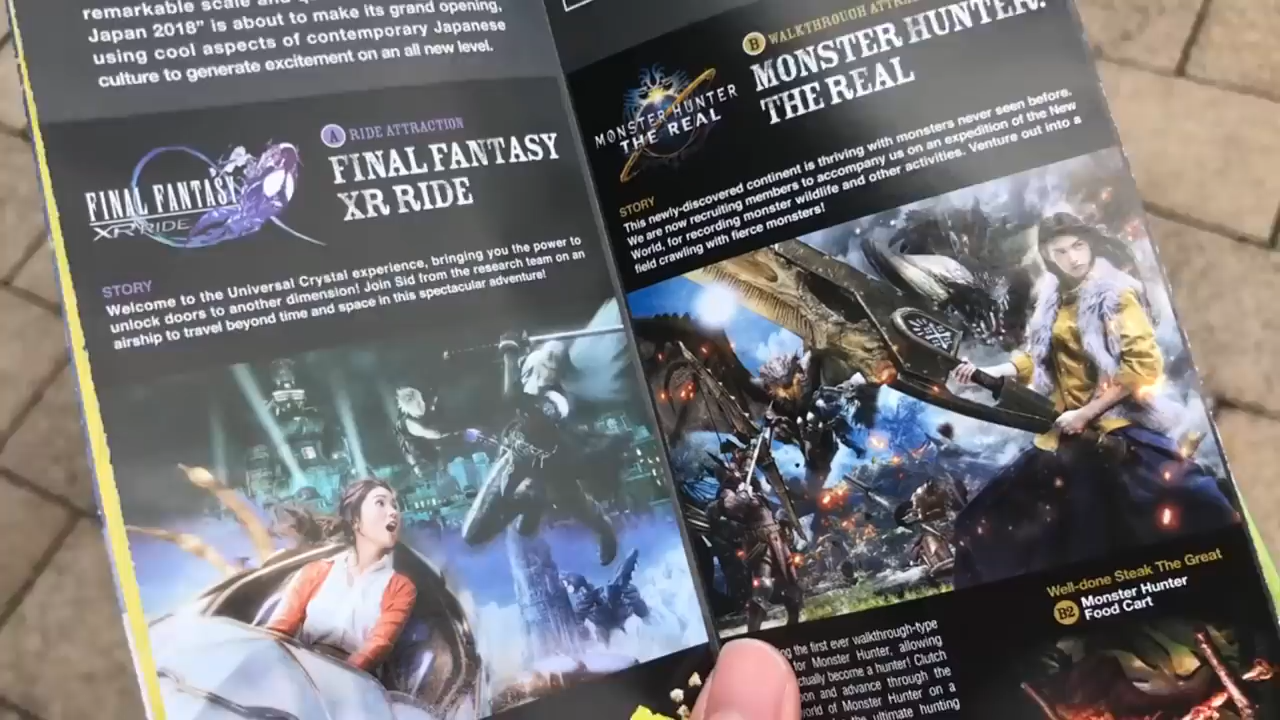 remarkable scale and
Japan 2018" is about to make its grand opening,
using cool aspects of contemporary Japanese
culture to generate excitement on an all new level.
FINAL FANTASY
XR RIDE
A RIDE ATTRACTION
FINAL FANTASY
XR RIDE
STORY
Welcome to the Universal Crystal experience, bringing you the power to
unlock doors to another dimension! Join Sid from the research team on an
airship to travel beyond time and space in this spectacular adventure!
B WALKTHROUGH
MONSTER HUNTER:
THE REAL
MONSTER HUNTER
THE REAL
STORY
This newly-discovered continent is thriving with monsters never seen before.
We are now recruiting members to accompany us on an expedition of the New
World, for recording monster wildlife and other activities. Venture out into a
field crawling with fierce monsters!
Well-done Steak The Great
B2 Monster Hunter
Food Cart
the first ever walkthrough-type
for Monster Hunter, allowing
become a hunter! Clutch
and advance through the
of Monster Hunter on a
the ultimate hunting